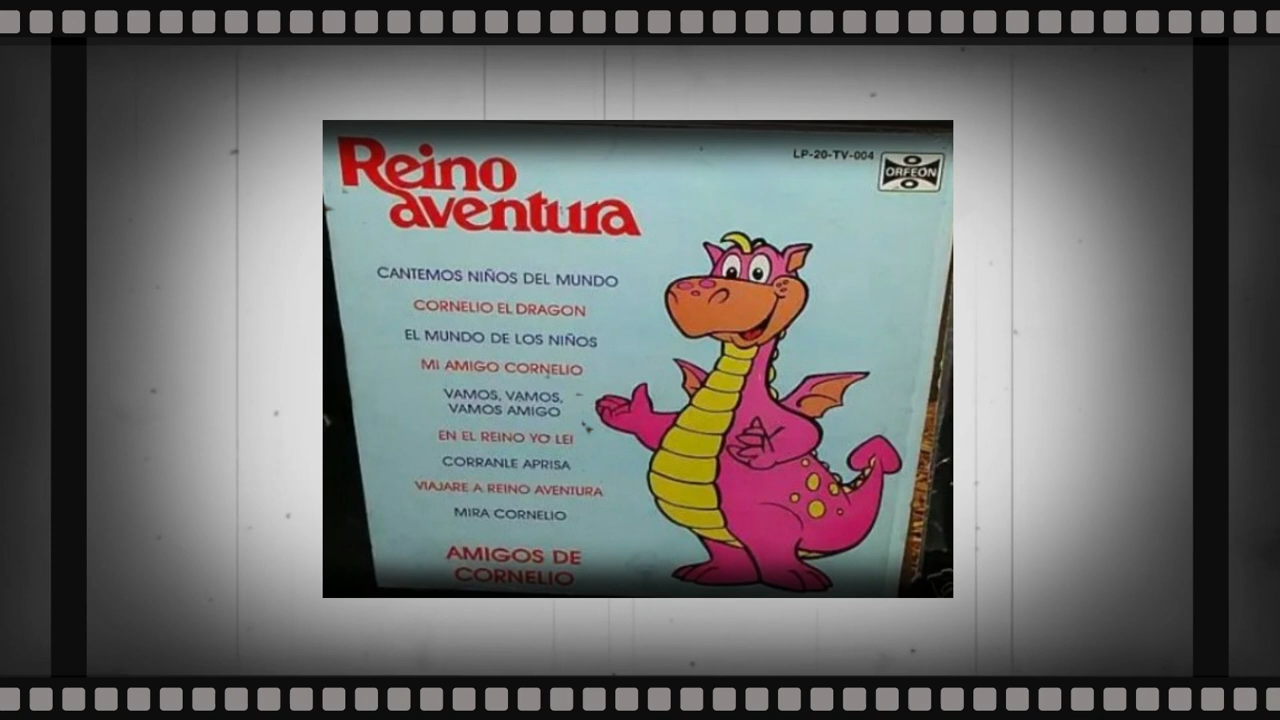 Reino
aventura
LP-20-TV-004
ORFEON
CANTEMOS NIÑOS DEL MUNDO
CORNELIO EL DRAGON
EL MUNDO DE LOS NIÑOS
MI AMIGO CORNELIO
VAMOS, VAMOS,
VAMOS AMIGO
EN EL REINO YO LEI
CORRANLE APRISA
VIAJARE A REINO AVENTURA
MIRA CORNELIO
AMIGOS DE
CORNELIO